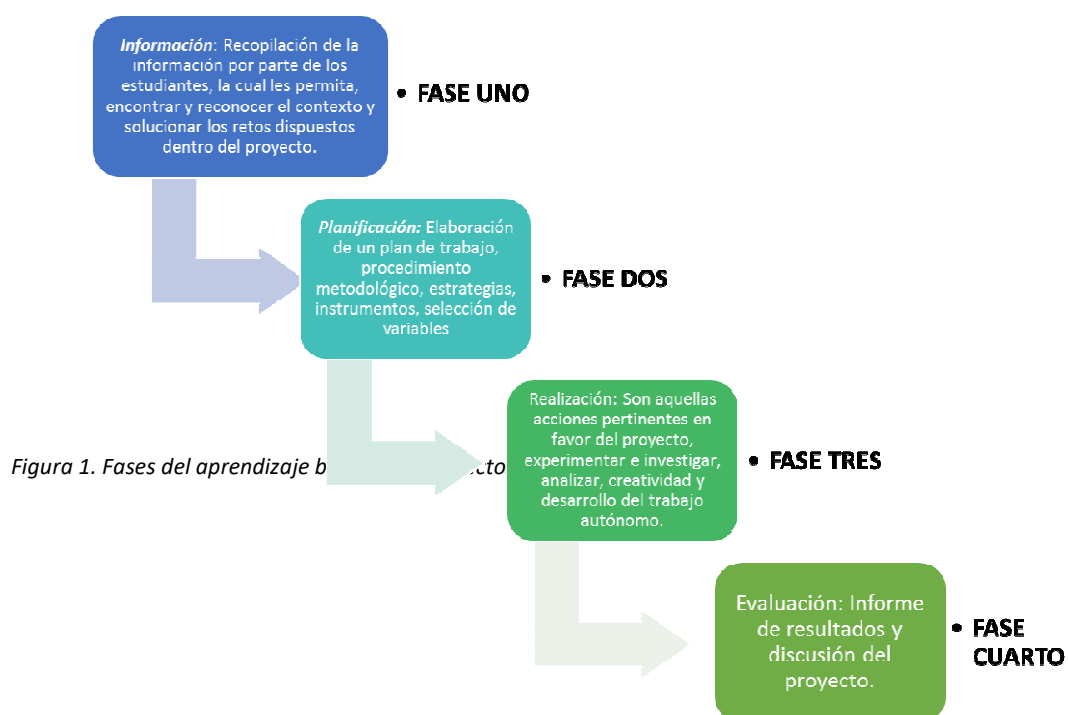 Información: Recopilación de la
información por parte de los
estudiantes, la cual les permita,
encontrar y reconocer el contexto y
solucionar los retos dispuestos
dentro del proyecto.
• FASE UNO
Planificación: Elaboración
de un plan de trabajo,
procedimiento
metodológico, estrategias,
instrumentos, selección de
variables
• FASE DOS
Realización: Son aquellas
acciones pertinentes en
favor del proyecto,
experimentar e investigar,
analizar, creatividad y
desarrollo del trabajo
autónomo.
• FASE TRES
Figura 1. Fases del aprendizaje
Evaluación: Informe
de resultados y
discusión del
proyecto.
• FASE
CUARTO